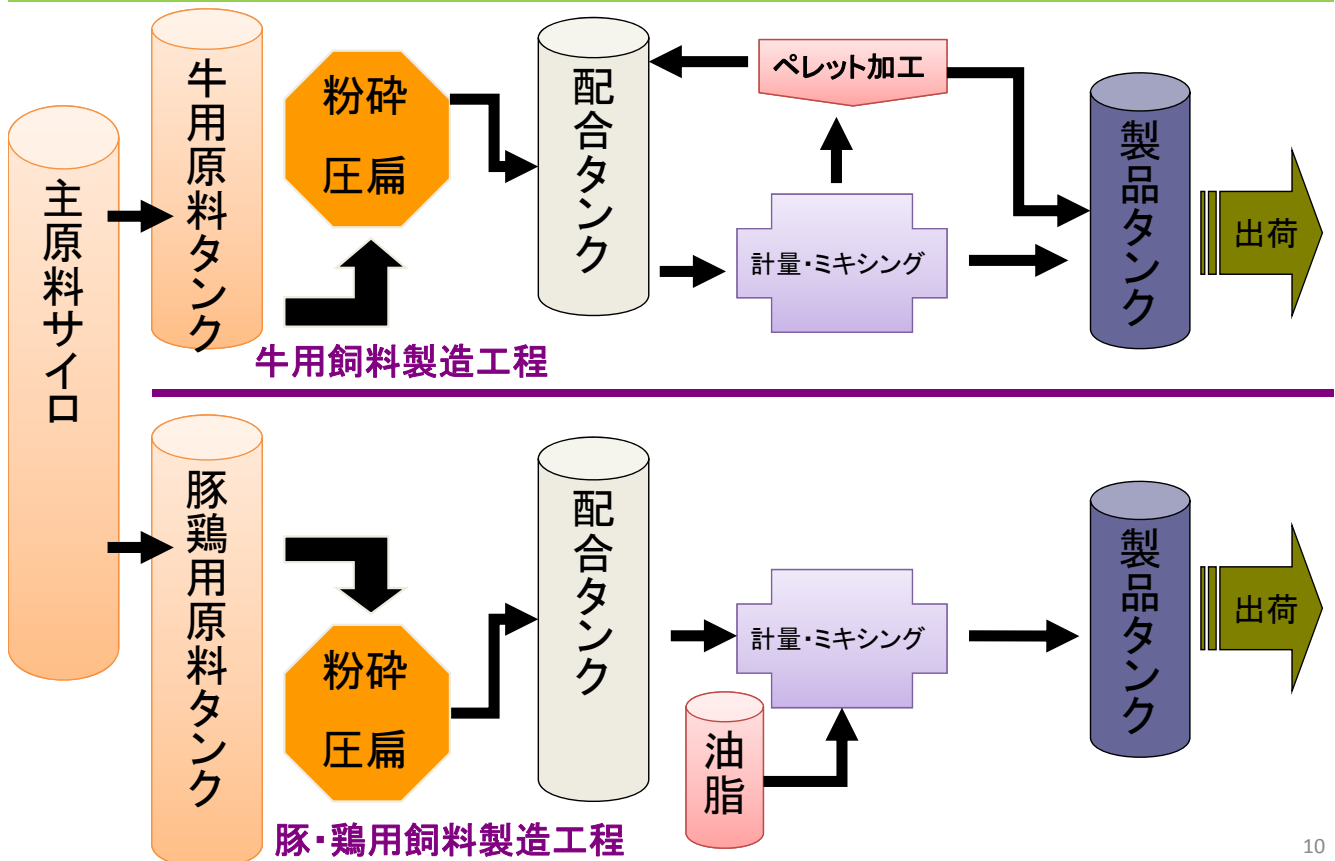 主原料サイロ
牛用原料タンク
粉砕
圧扁
配合タンク
ペレット加工
計量・ミキシング
製品タンク
出荷
牛用飼料製造工程
豚鶏用原料タンク
粉砕
圧扁
配合タンク
計量・ミキシング
油脂
製品タンク
出荷
豚・鶏用飼料製造工程
10